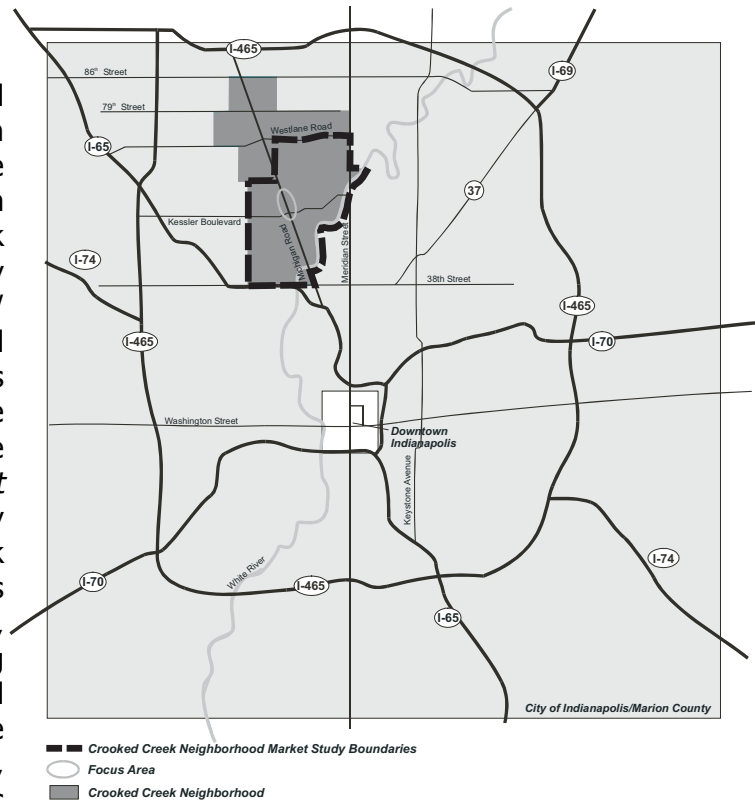 I-465
86th Street
I-69
79th Street
Westlane Road
I-65
37
Kessler Boulevard
Michigan Road
Meridian Street
I-74
38th Street
I-465
I-465
I-70
Washington Street
Downtown
Indianapolis
Keystone Avenue
I-74
White River
I-70
I-465
I-65
City of Indianapolis/Marion County
Crooked Creek Neighborhood Market Study Boundaries
Focus Area
Crooked Creek Neighborhood